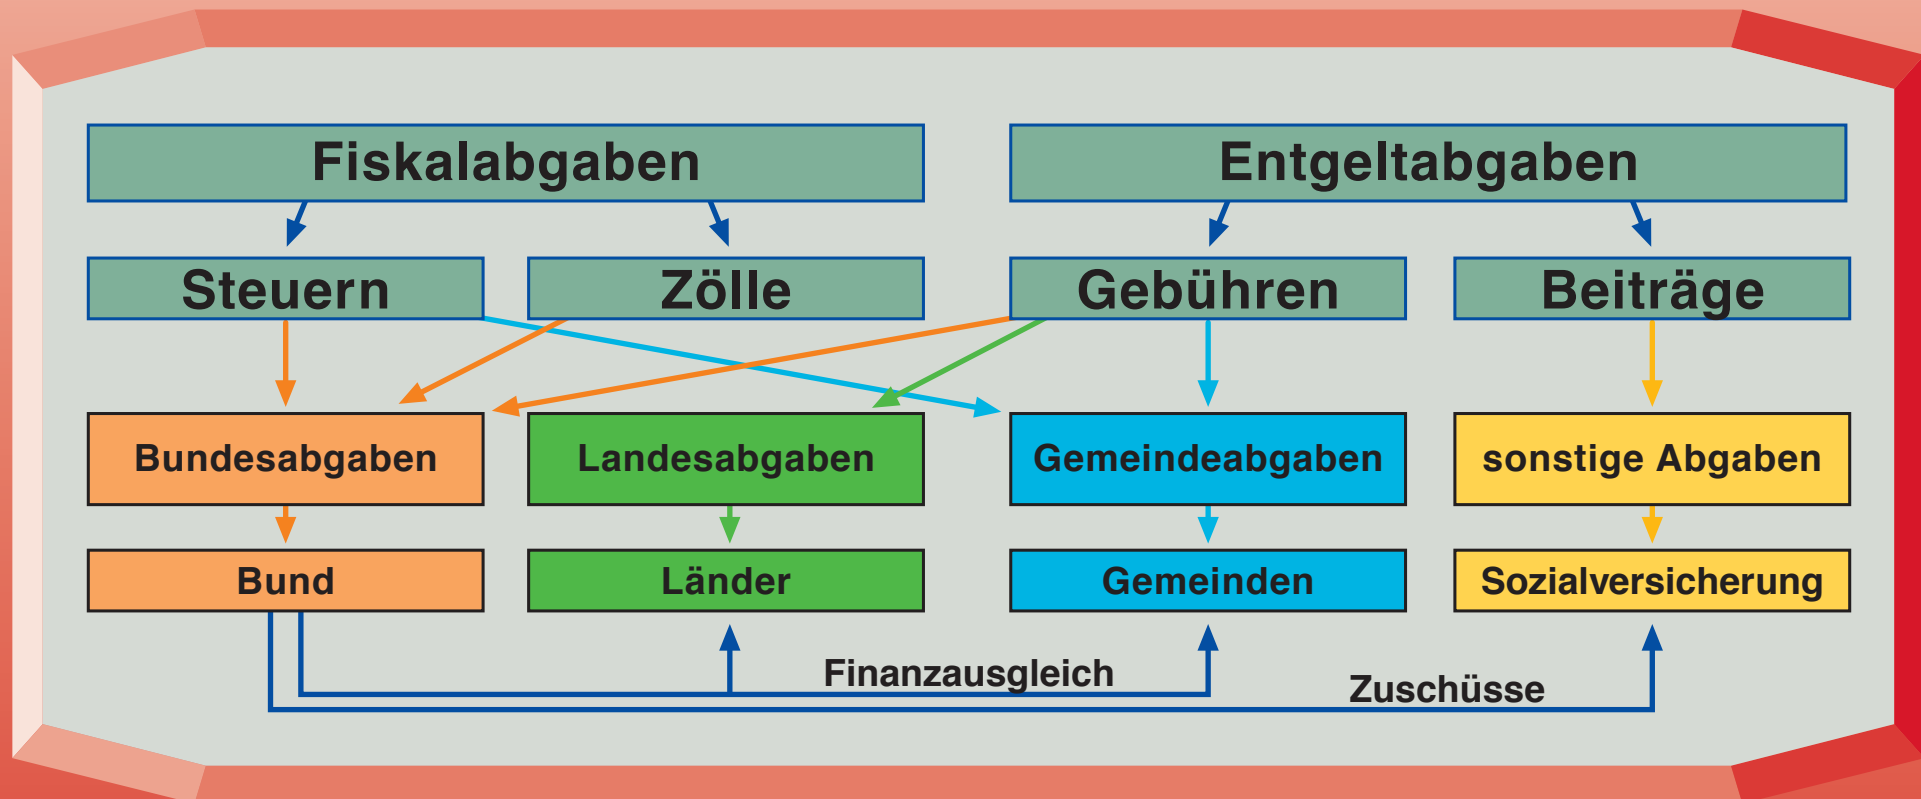 Fiskalabgaben
Entgeltabgaben
Steuern
Zölle
Gebühren
Beiträge
Bundesabgaben
Landesabgaben
Gemeindeabgaben
sonstige Abgaben
Bund
Länder
Gemeinden
Sozialversicherung
Finanzausgleich
Zuschüsse